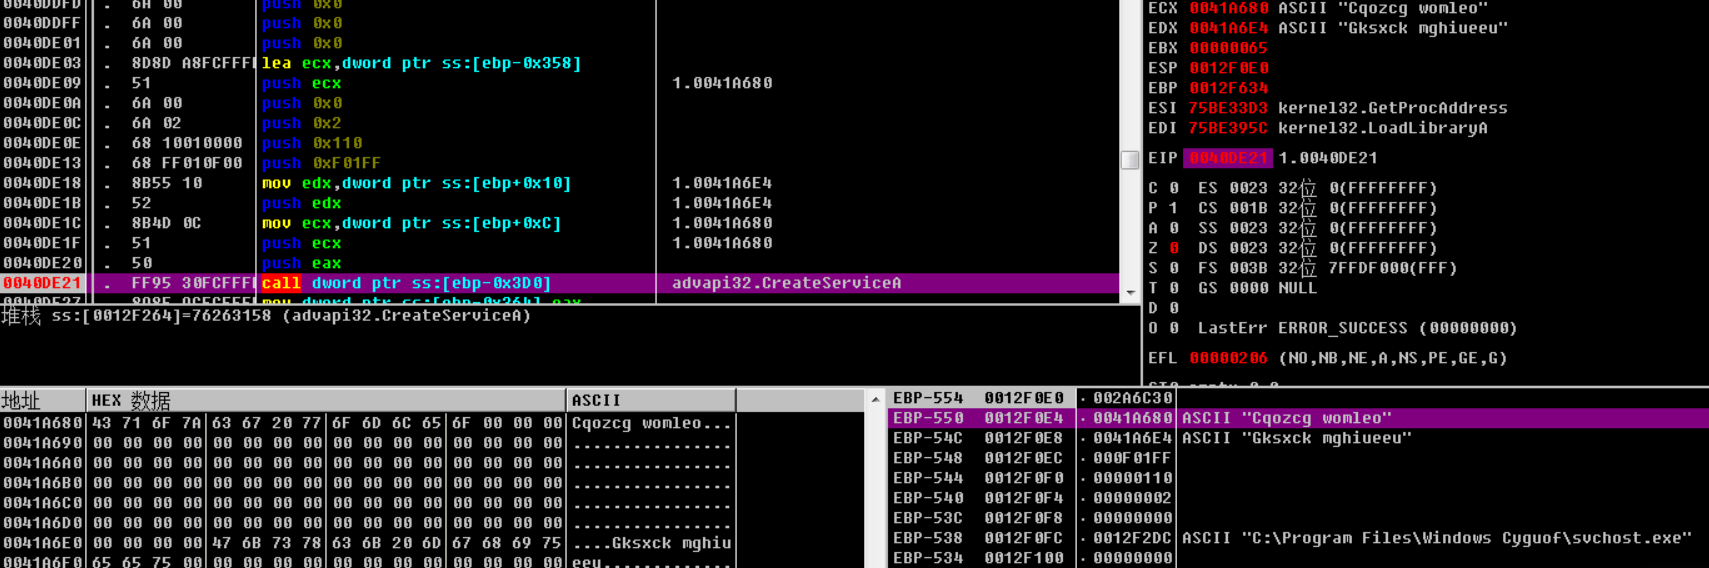 0040DDFD . 6A 00 push 0x0
0040DDFF . 6A 00 push 0x0
0040DE01 . 6A 00 push 0x0
0040DE03 . 8D8D A8FCFFFF lea ecx,dword ptr ss:[ebp-0x358]
0040DE09 . 51 push ecx 1.0041A680
0040DE0A . 6A 00 push 0x0
0040DE0C . 6A 02 push 0x2
0040DE0E . 68 10010000 push 0x110
0040DE13 . 68 FF010F00 push 0xF01FF
0040DE18 . 8B55 10 mov edx,dword ptr ss:[ebp+0x10] 1.0041A6E4
0040DE1B . 52 push edx 1.0041A6E4
0040DE1C . 8B4D 0C mov ecx,dword ptr ss:[ebp+0xC] 1.0041A680
0040DE1F . 51 push ecx 1.0041A680
0040DE20 . 50 push eax
0040DE21 . FF95 30FCFFFF call dword ptr ss:[ebp-0x3D0] advapi32.CreateServiceA
0040DE27 . 8985 9CFCFFFF mov dword ptr ss:[ebp-0x364],eax
堆栈 ss:[0012F264]=76263158 (advapi32.CreateServiceA)
ECX 0041A680 ASCII "Cqozcg womleo"
EDX 0041A6E4 ASCII "Gksxck mghiueeu"
EBX 00000065
ESP 0012F0E0
EBP 0012F634
ESI 75BE33D3 kernel32.GetProcAddress
EDI 75BE395C kernel32.LoadLibraryA
EIP 0040DE21 1.0040DE21
C 0 ES 0023 32位 0(FFFFFFFF)
P 1 CS 001B 32位 0(FFFFFFFF)
A 0 SS 0023 32位 0(FFFFFFFF)
Z 0 DS 0023 32位 0(FFFFFFFF)
S 0 FS 003B 32位 7FFDF000(FFF)
T 0 GS 0000 NULL
D 0
O 0 LastErr ERROR_SUCCESS (00000000)
EFL 00000206 (NO,NB,NE,A,NS,PE,GE,G)
ST0 empty 0.0
地址 HEX 数据 ASCII
0041A680 43 71 6F 7A 63 67 20 77 6F 6D 6C 65 6F 00 00 00 Cqozcg womleo...
0041A690 00 00 00 00 00 00 00 00 00 00 00 00 00 00 00 00 ................
0041A6A0 00 00 00 00 00 00 00 00 00 00 00 00 00 00 00 00 ................
0041A6B0 00 00 00 00 00 00 00 00 00 00 00 00 00 00 00 00 ................
0041A6C0 00 00 00 00 00 00 00 00 00 00 00 00 00 00 00 00 ................
0041A6D0 00 00 00 00 00 00 00 00 00 00 00 00 00 00 00 00 ................
0041A6E0 00 00 00 00 47 6B 73 78 63 6B 20 6D 67 68 69 75 ....Gksxck mghiu
0041A6F0 65 65 75 00 00 00 00 00 00 00 00 00 00 00 00 00 eeu.............
EBP-554 0012F0E0 002A6C30
EBP-550 0012F0E4 0041A680 ASCII "Cqozcg womleo"
EBP-54C 0012F0E8 0041A6E4 ASCII "Gksxck mghiueeu"
EBP-548 0012F0EC 000F01FF
EBP-544 0012F0F0 00000110
EBP-540 0012F0F4 00000002
EBP-53C 0012F0F8 00000000
EBP-538 0012F0FC 0012F2DC ASCII "C:\Program Files\Windows Cyguof\svchost.exe"
EBP-534 0012F100 00000000